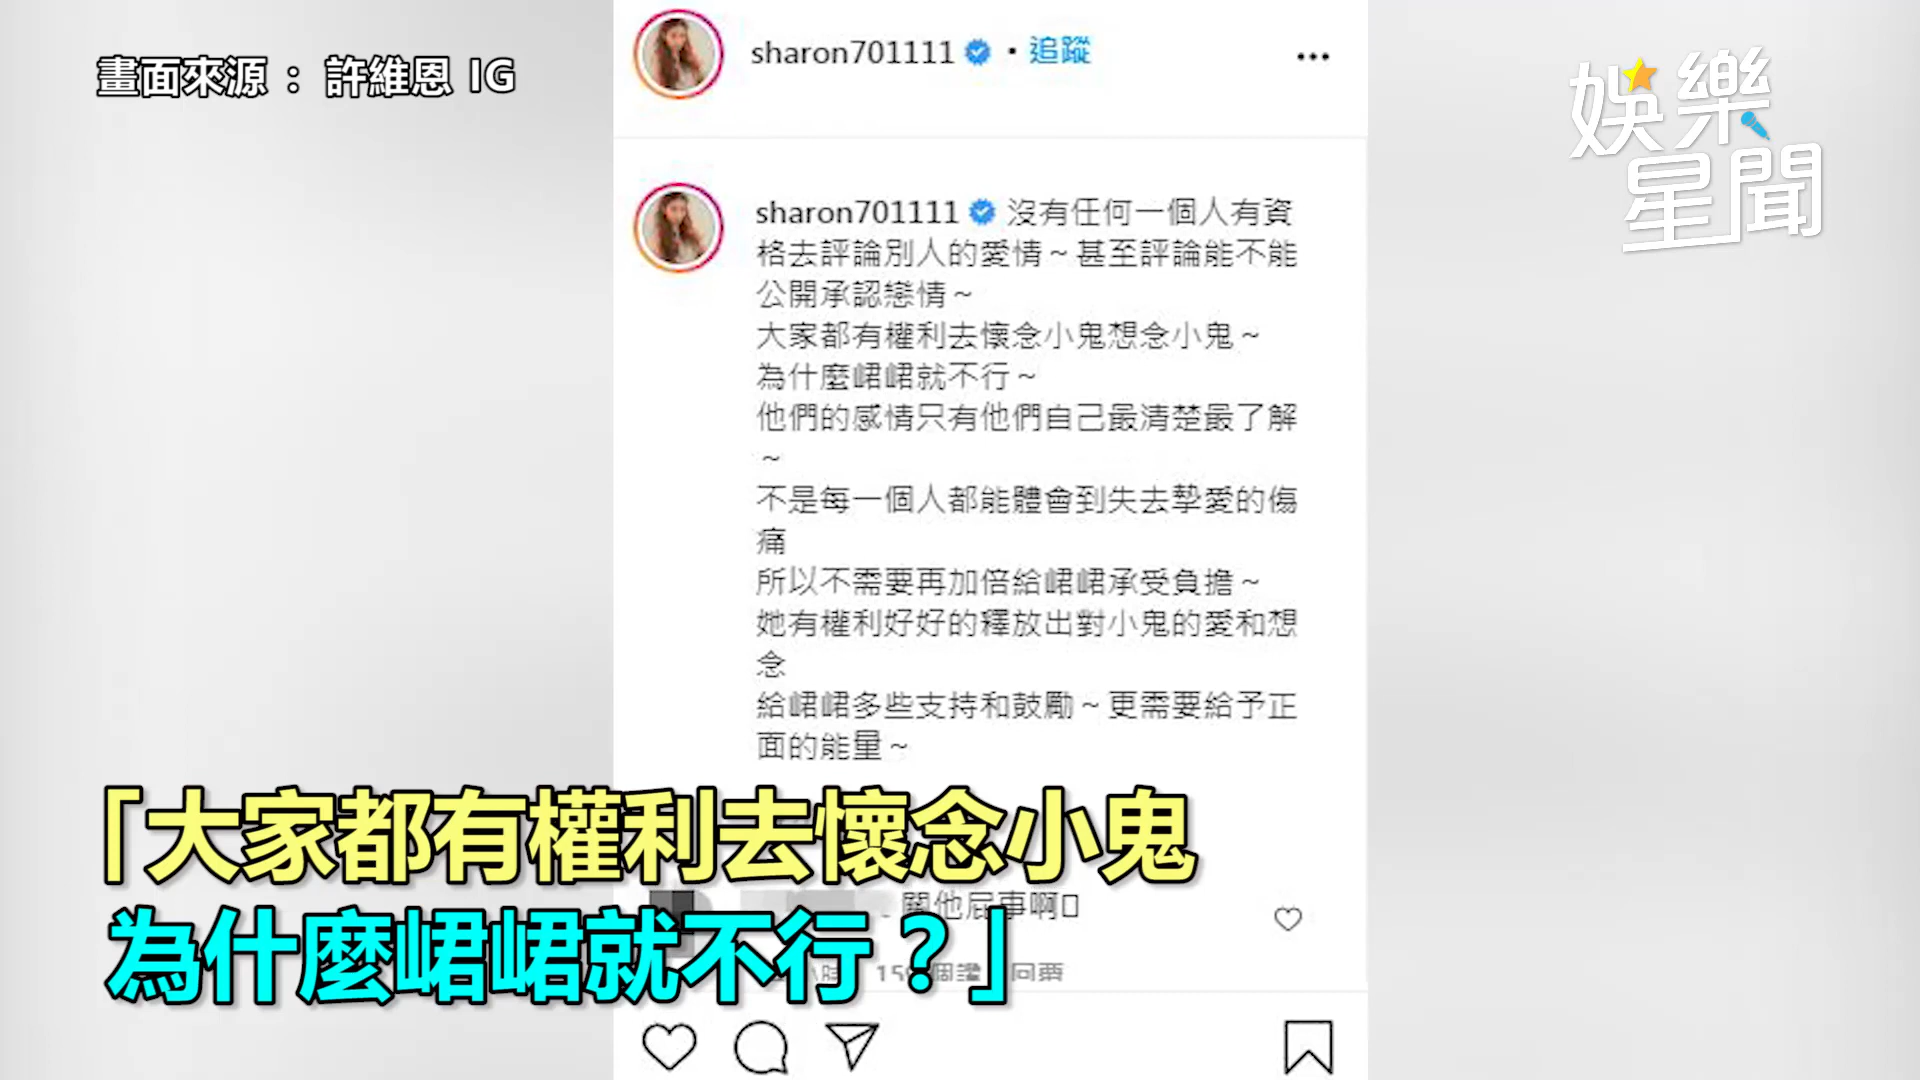 畫面來源：許維恩 IG
娛樂
星聞
sharon701111 • 追蹤
sharon701111 沒有任何一個人有資
格去評論別人的愛情～甚至評論能不能
公開承認戀情～
大家都有權利去懷念小鬼想念小鬼～
為什麼峮峮就不行～
他們的感情只有他們自己最清楚最了解
～
不是每一個人都能體會到失去摯愛的傷
痛
所以不需要再加倍給峮峮承受負擔～
她有權利好好的釋放出對小鬼的愛和想
念
給峮峮多些支持和鼓勵～更需要給予正
面的能量～
「大家都有權利去懷念小鬼
關他屁事啊
為什麼峮峮就不行？」
回覆